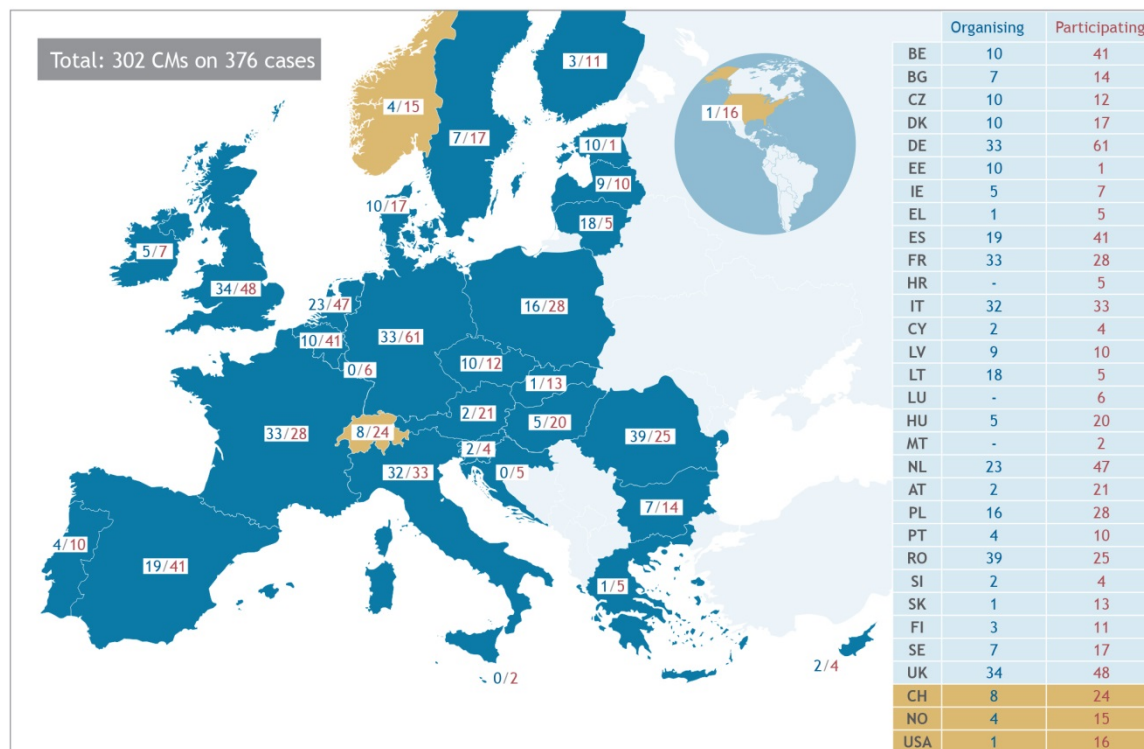 Total: 302 CMs on 376 cases
3/11
4/15
7/17
1/16
10/1
9/10
10/17
18/5
5/7
34/48
23/47
16/28
10/41
33/61
0/6
10/12
1/13
2/21
5/20
33/28
8/24
39/25
2/4
32/33
0/5
7/14
4/10
19/41
1/5
0/2
2/4
Organising Participating
BE 10 41
BG 7 14
CZ 10 12
DK 10 17
DE 33 61
EE 10 1
IE 5 7
EL 1 5
ES 19 41
FR 33 28
HR - 5
IT 32 33
CY 2 4
LV 9 10
LT 18 5
LU - 6
HU 5 20
MT - 2
NL 23 47
AT 2 21
PL 16 28
PT 4 10
RO 39 25
SI 2 4
SK 1 13
FI 3 11
SE 7 17
UK 34 48
CH 8 24
NO 4 15
USA 1 16